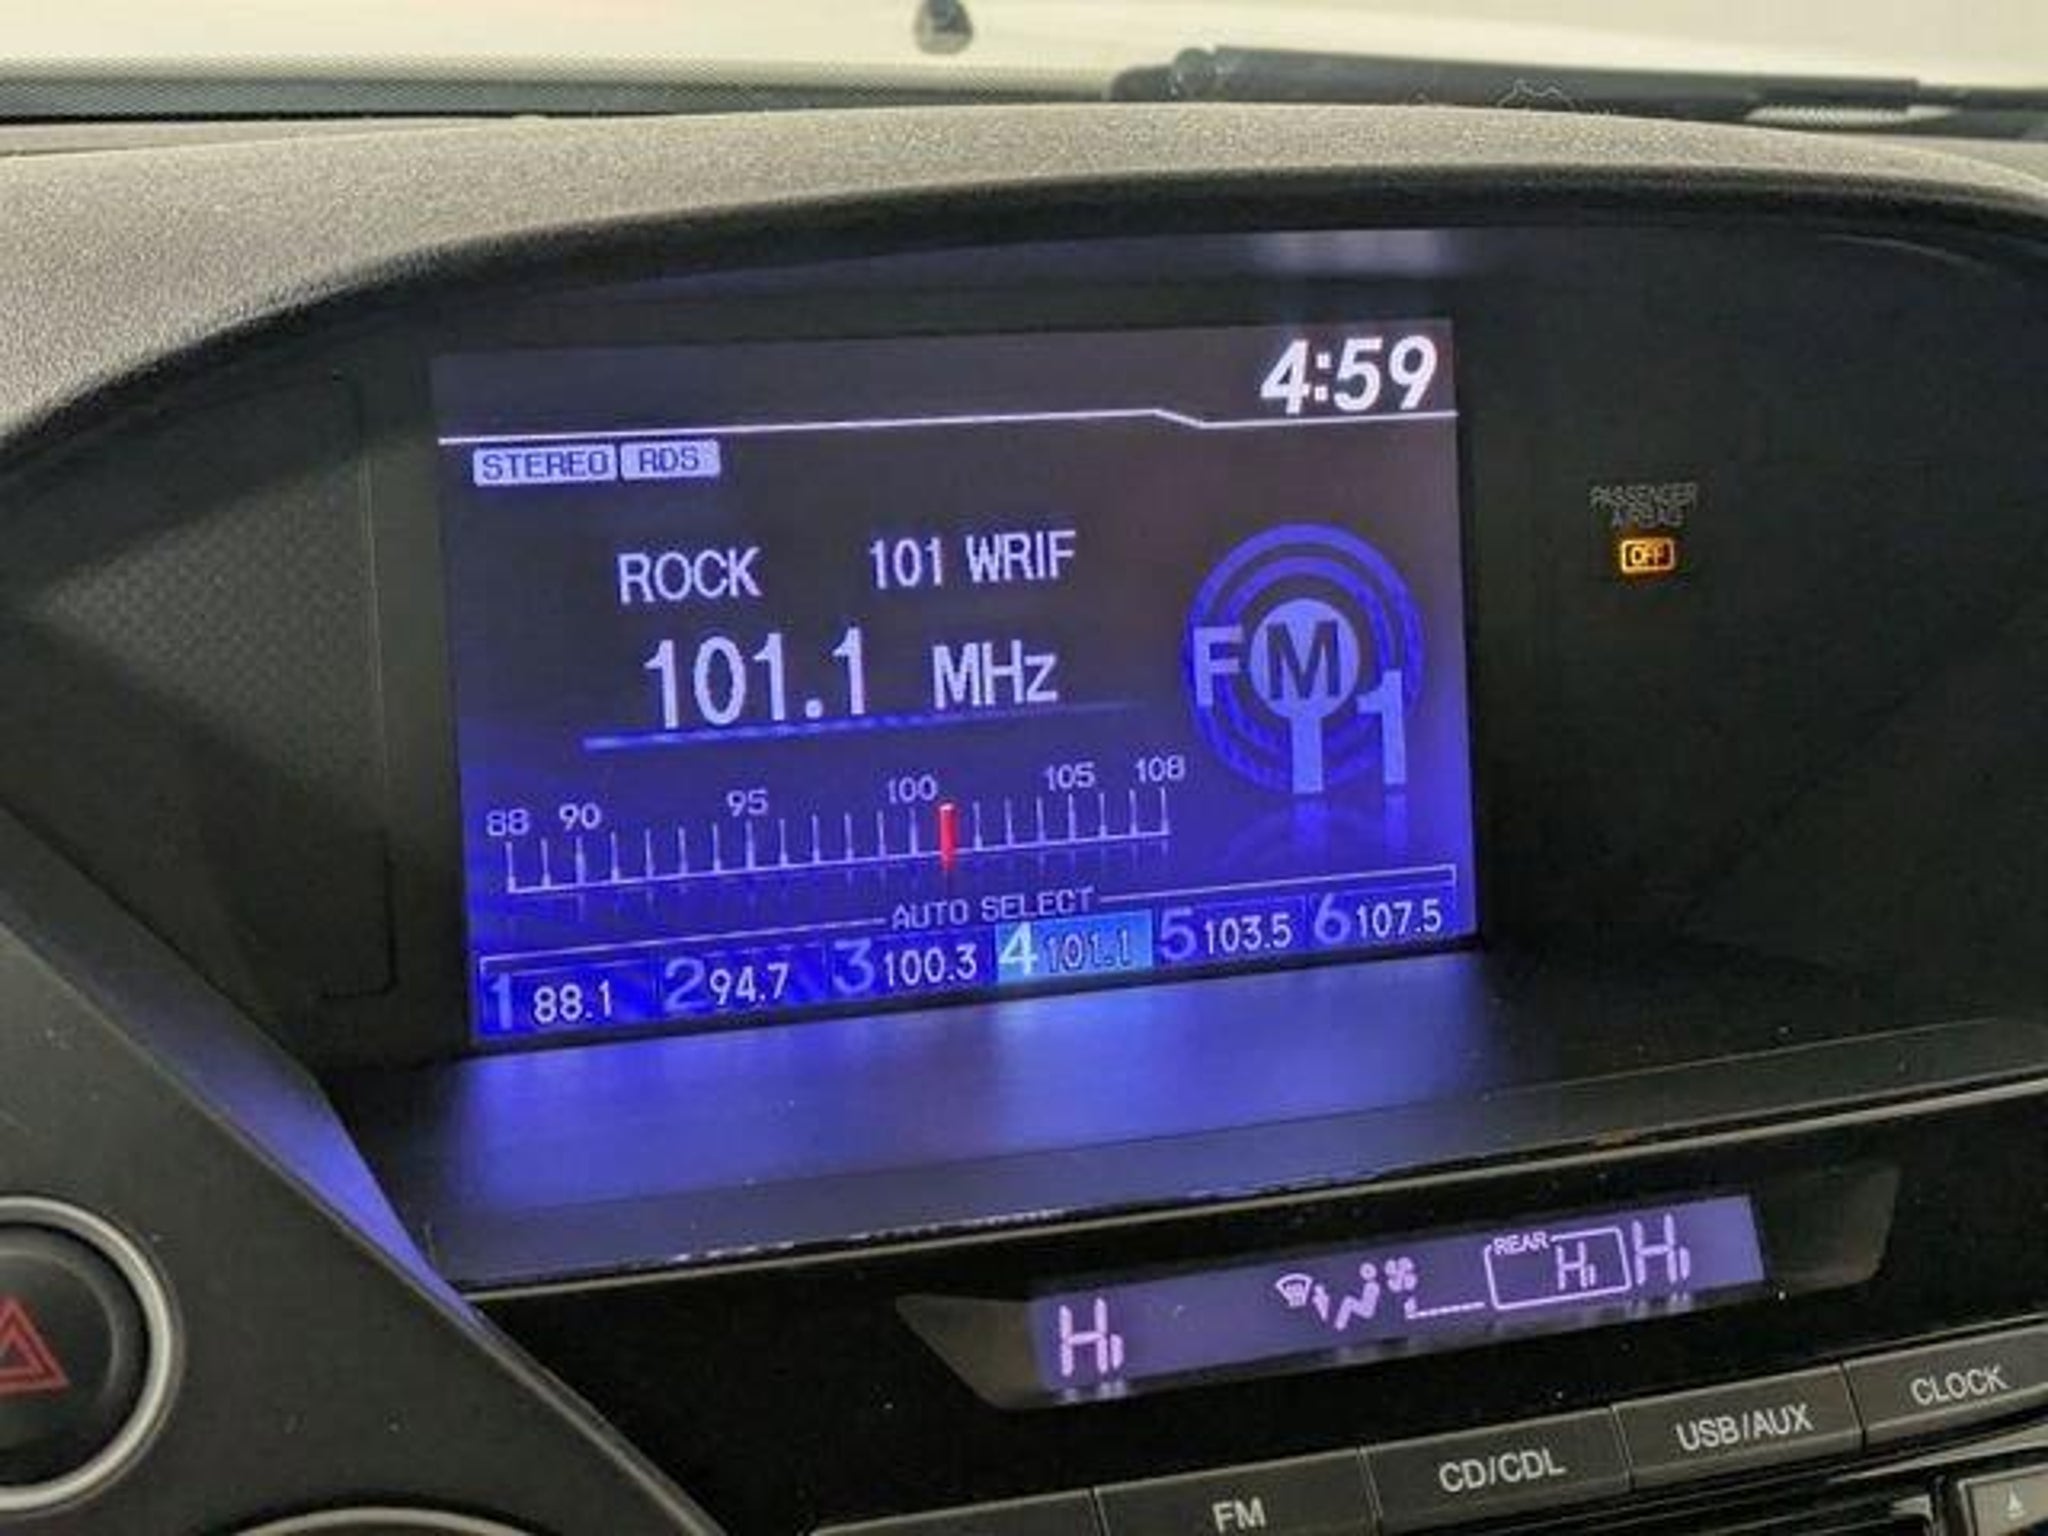 4:59
STEREO RDS
ROCK 101 WRIF
101.1 MHz
FM1
88 90 95 100 105 108
AUTO SELECT
1 88.1 2 94.7 3 100.3 4 101.1 5 103.5 6 107.5
PASSENGER
AIRBAG
OFF
Hi REAR Hi Hi
FM CD/CDL USB/AUX CLOCK